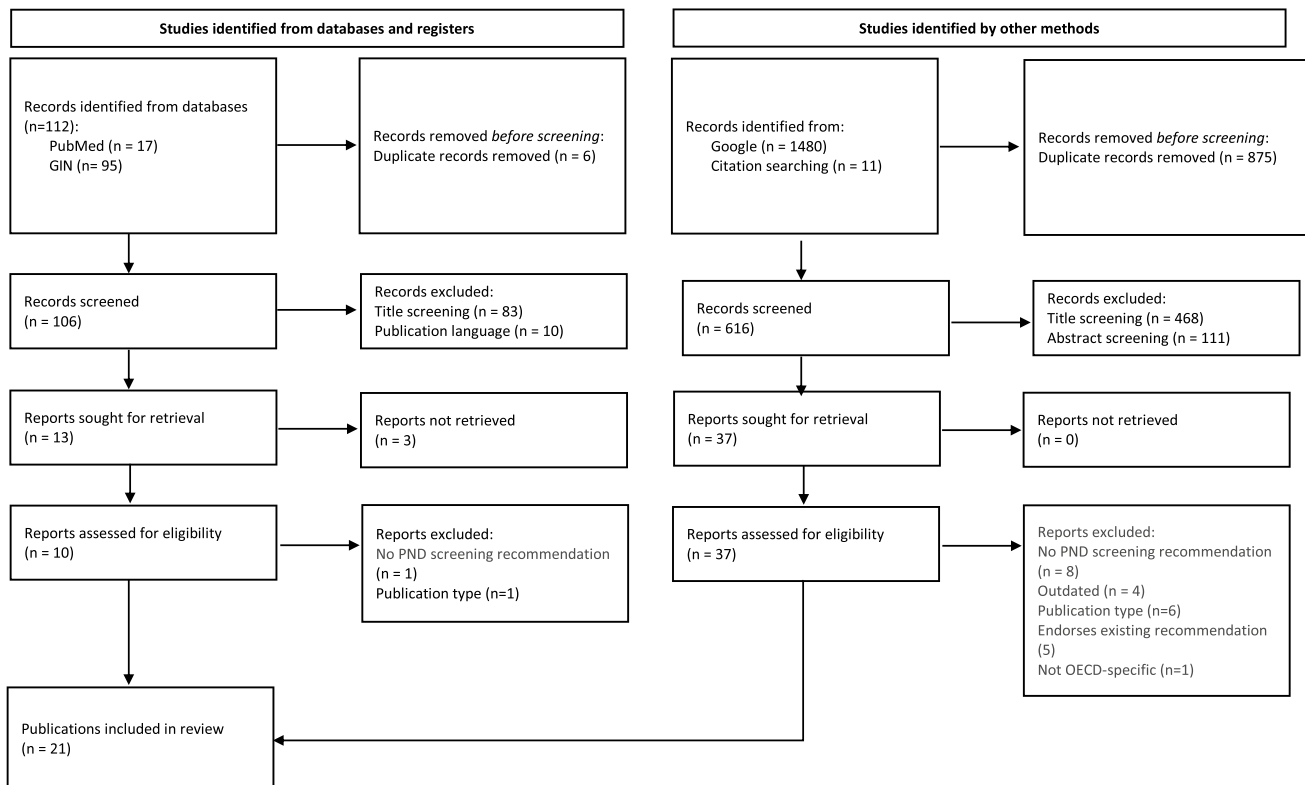 Studies identified from databases and registers
Studies identified by other methods
Records identified from databases
(n=112):
PubMed (n = 17)
GIN (n= 95)
Records removed before screening:
Duplicate records removed (n = 6)
Records identified from:
Google (n = 1480)
Citation searching (n = 11)
Records removed before screening:
Duplicate records removed (n = 875)
Records screened
(n = 106)
Records excluded:
Title screening (n = 83)
Publication language (n = 10)
Records screened
(n = 616)
Records excluded:
Title screening (n = 468)
Abstract screening (n = 111)
Reports sought for retrieval
(n = 13)
Reports not retrieved
(n = 3)
Reports sought for retrieval
(n = 37)
Reports not retrieved
(n = 0)
Reports assessed for eligibility
(n = 10)
Reports excluded:
No PND screening recommendation
(n = 1)
Publication type (n=1)
Reports assessed for eligibility
(n = 37)
Reports excluded:
No PND screening recommendation
(n = 8)
Outdated (n = 4)
Publication type (n=6)
Endorses existing recommendation
(5)
Not OECD-specific (n=1)
Publications included in review
(n = 21)